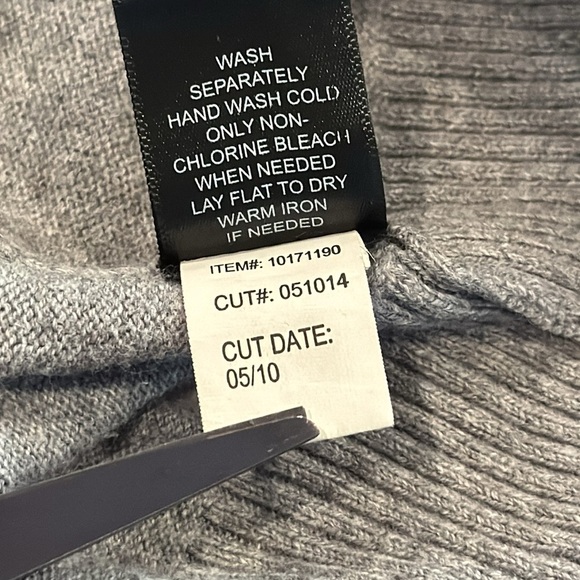 WASH
SEPARATELY
HAND WASH COLD
ONLY NON-
CHLORINE BLEACH
WHEN NEEDED
LAY FLAT TO DRY
WARM IRON
IF NEEDED
ITEM#: 10171190
CUT#: 051014
CUT DATE:
05/10